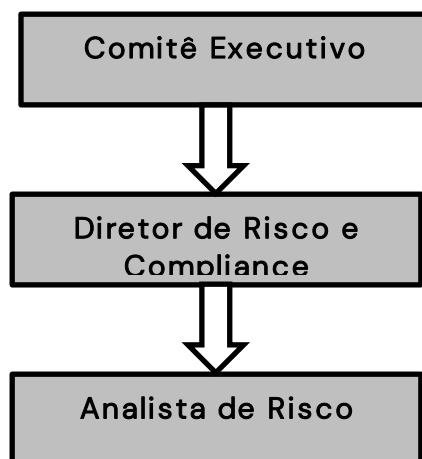 Comitê Executivo
Diretor de Risco e
Compliance
Analista de Risco